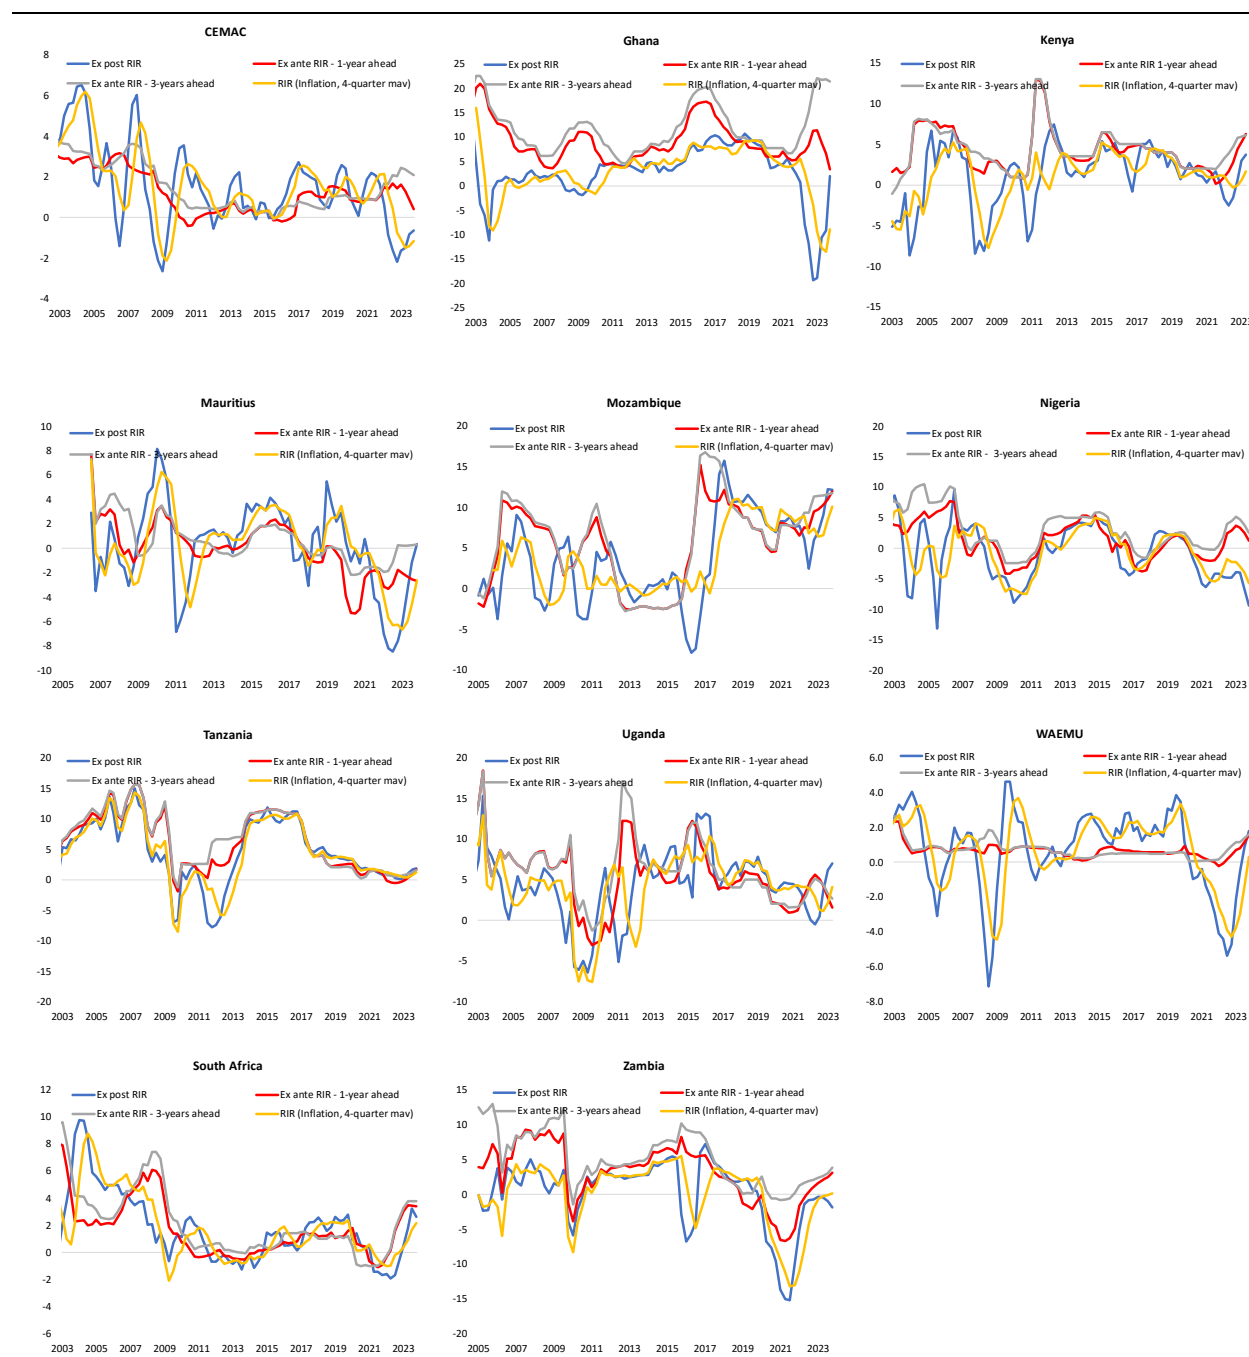 CEMAC
Ex post RIR
Ex ante RIR - 1-year ahead
Ex ante RIR - 3-years ahead
RIR (Inflation, 4-quarter mav)
8
6
4
2
0
-2
-4
2003 2005 2007 2009 2011 2013 2015 2017 2019 2021 2023
Ghana
Ex post RIR
Ex ante RIR - 1-year ahead
Ex ante RIR - 3-years ahead
RIR (Inflation, 4-quarter mav)
25
20
15
10
5
0
-5
-10
-15
-20
-25
2003 2005 2007 2009 2011 2013 2015 2017 2019 2021 2023
Kenya
Ex post RIR
Ex ante RIR 1-year ahead
Ex ante RIR - 3-years ahead
RIR (Inflation, 4-quarter mav)
15
10
5
0
-5
-10
-15
2003 2005 2007 2009 2011 2013 2015 2017 2019 2021 2023
Mauritius
Ex post RIR
Ex ante RIR - 1-year ahead
Ex ante RIR - 3-years ahead
RIR (Inflation, 4-quarter mav)
10
8
6
4
2
0
-2
-4
-6
-8
-10
2005 2007 2009 2011 2013 2015 2017 2019 2021 2023
Mozambique
Ex post RIR
Ex ante RIR - 1-year ahead
Ex ante RIR - 3-years ahead
RIR (Inflation, 4-quarter mav)
20
15
10
5
0
-5
-10
2005 2007 2009 2011 2013 2015 2017 2019 2021 2023
Nigeria
Ex post RIR
Ex ante RIR - 1-year ahead
Ex ante RIR - 3-years ahead
RIR (Inflation, 4-quarter mav)
20
15
10
5
0
-5
-10
-15
-20
2003 2005 2007 2009 2011 2013 2015 2017 2019 2021 2023
Tanzania
Ex post RIR
Ex ante RIR - 1-year ahead
Ex ante RIR - 3-years ahead
RIR (Inflation, 4-quarter mav)
20
15
10
5
0
-5
-10
-15
-20
2003 2005 2007 2009 2011 2013 2015 2017 2019 2021 2023
Uganda
Ex post RIR
Ex ante RIR - 1-year ahead
Ex ante RIR - 3-years ahead
RIR (Inflation, 4-quarter mav)
20
15
10
5
0
-5
-10
2003 2005 2007 2009 2011 2013 2015 2017 2019 2021 2023
WAEMU
Ex post RIR
Ex ante RIR - 1-year ahead
Ex ante RIR - 3-years ahead
RIR (Inflation, 4-quarter mav)
6.0
4.0
2.0
0.0
-2.0
-4.0
-6.0
-8.0
2003 2005 2007 2009 2011 2013 2015 2017 2019 2021 2023
South Africa
Ex post RIR
Ex ante RIR - 1-year ahead
Ex ante RIR - 3-years ahead
RIR (Inflation, 4-quarter mav)
12
10
8
6
4
2
0
-2
-4
-6
2003 2005 2007 2009 2011 2013 2015 2017 2019 2021 2023
Zambia
Ex post RIR
Ex ante RIR - 1-year ahead
Ex ante RIR - 3-years ahead
RIR (Inflation, 4-quarter mav)
15
10
5
0
-5
-10
-15
-20
2005 2007 2009 2011 2013 2015 2017 2019 2021 2023